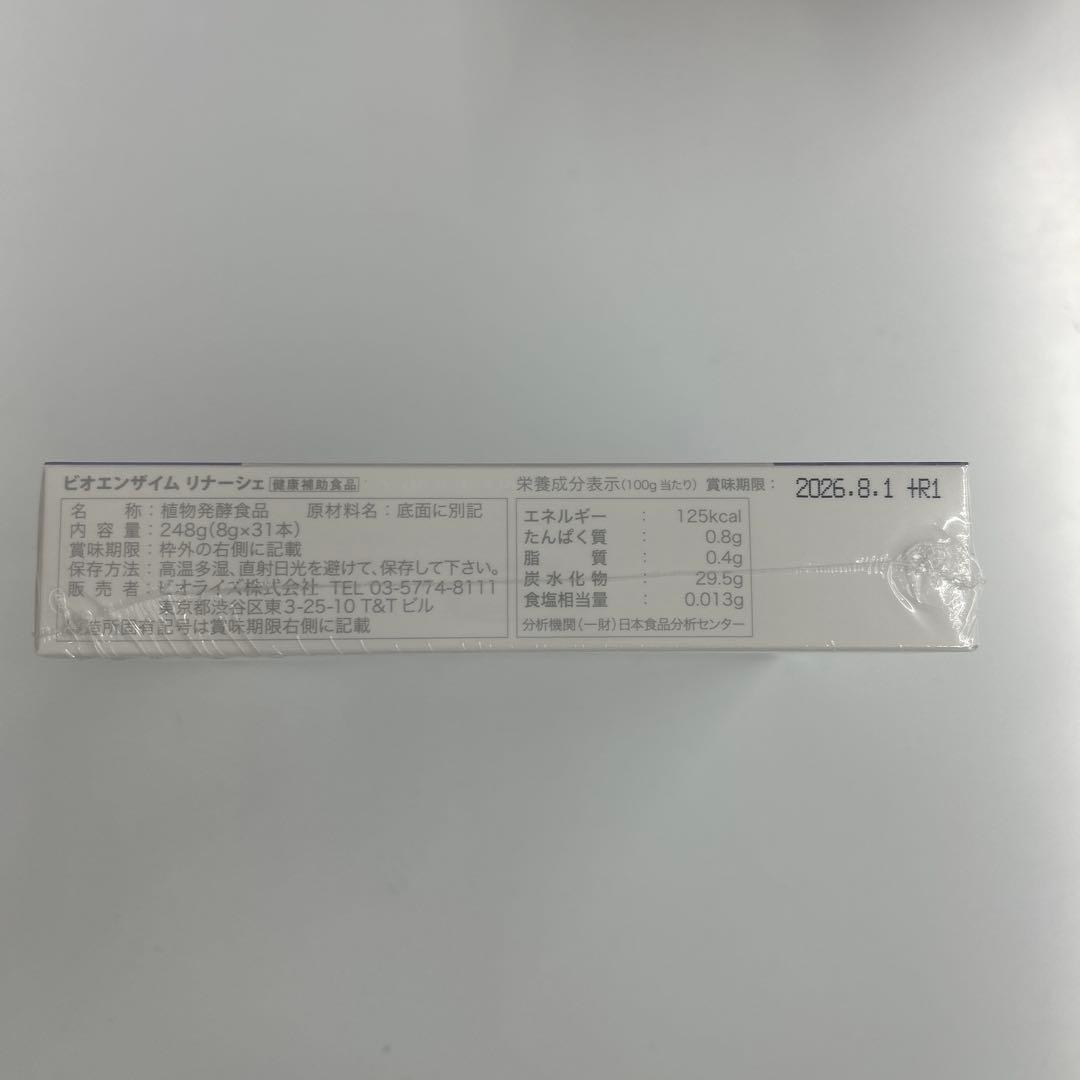 ビオエンザイム リナーシェ 健康補助食品
名 称：植物発酵食品 原材料名：底面に別記
内 容 量：248g(8g×31本)
賞味期限：枠外の右側に記載
保存方法：高温多湿、直射日光を避けて、保存して下さい。
販 売 者：ビオライズ株式会社 TEL 03-5774-8111
東京都渋谷区東3-25-10 T&T ビル
製造所固有記号は賞味期限右側に記載
栄養成分表示(100g当たり) 賞味期限： 2026.8.1 +R1
エネルギー ： 125kcal
たんぱく質 ： 0.8g
脂 質 ： 0.4g
炭水化物 ： 29.5g
食塩相当量 ： 0.013g
分析機関(一財)日本食品分析センター